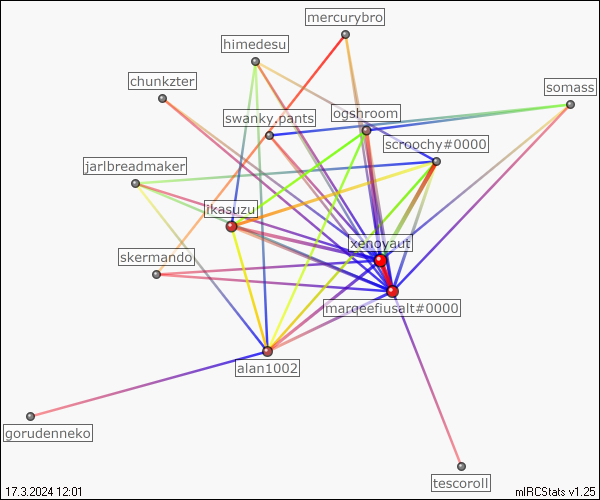 mercurybro
himedesu
chunkzter
somass
swanky.pants
ogshroom
scroochy#0000
jarlbreadmaker
ikasuzu
xenoyaut
skermando
marqeefiusalt#0000
alan1002
gorudenneko
tescoroll
17.3.2024 12:01
mIRCStats v1.25